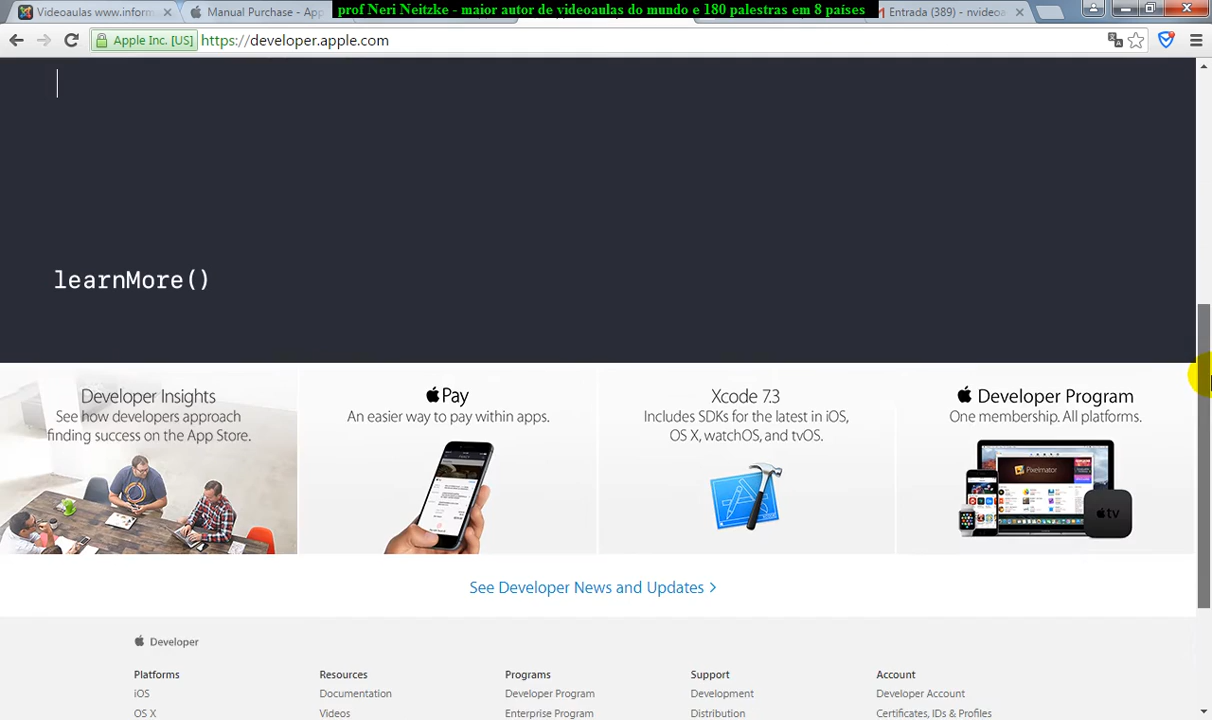 Videoaulas www.inform
Manual Purchase - App
prof Neri Neitzke - maior autor de videoaulas do mundo e 180 palestras em 8 países
Entrada (389) - nvideoa
Apple Inc. [US]
https://developer.apple.com
learnMore()
Developer Insights
See how developers approach
finding success on the App Store.
Pay
An easier way to pay within apps.
Xcode 7.3
Includes SDKs for the latest in iOS,
OS X, watchOS, and tvOS.
Developer Program
One membership. All platforms.
Pixelmator
tv
See Developer News and Updates >
Developer
Platforms
iOS
OS X
Resources
Documentation
Videos
Programs
Developer Program
Enterprise Program
Support
Development
Distribution
Account
Developer Account
Certificates, IDs & Profiles